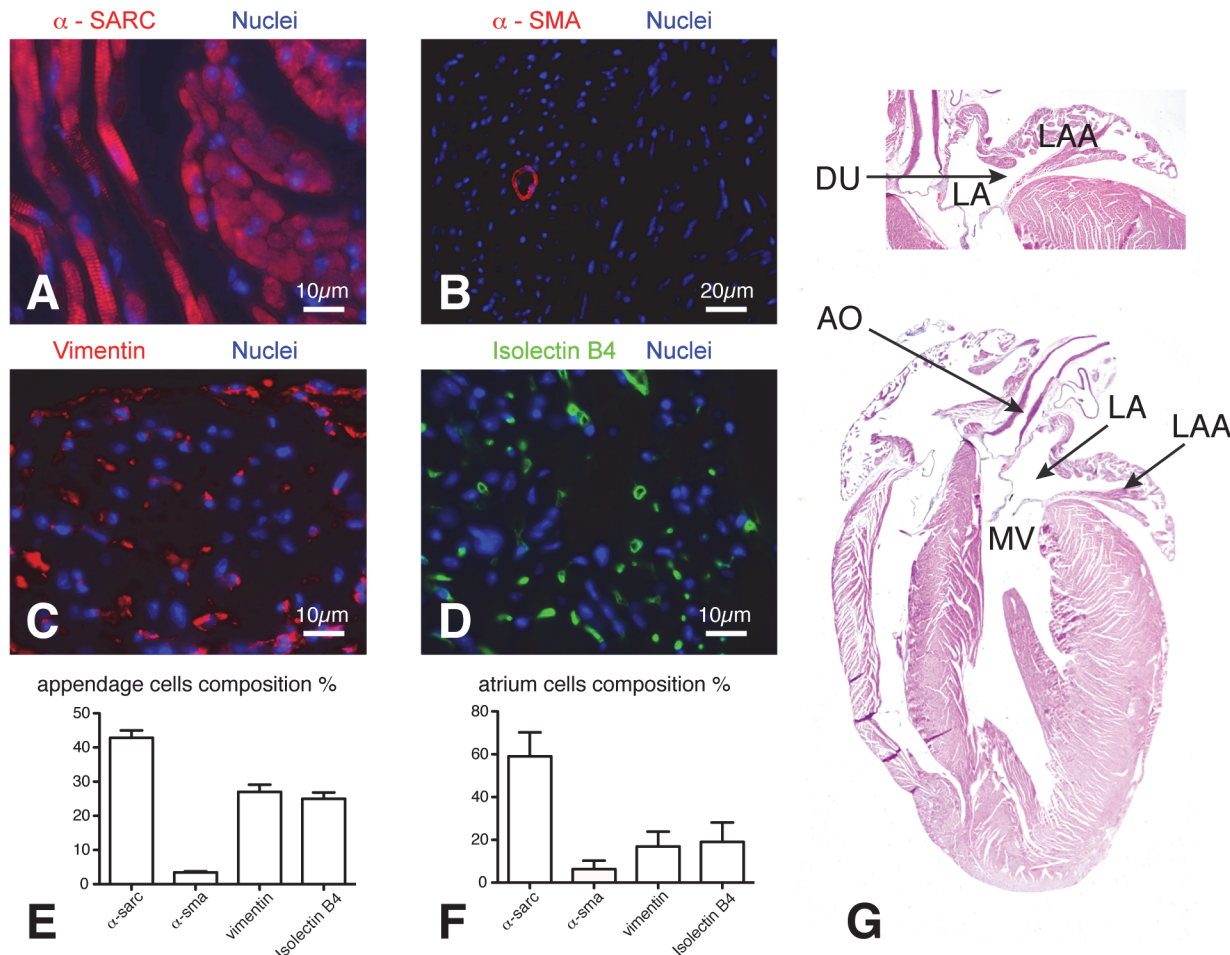 α - SARC Nuclei
A
10μm
α - SMA Nuclei
B
20μm
Vimentin Nuclei
C
10μm
Isolectin B4 Nuclei
D
10μm
appendage cells composition %
50
40
30
20
10
0
α-sarc
α-sma
vimentin
Isolectin B4
E
atrium cells composition %
80
60
40
20
0
α-sarc
α-sma
vimentin
Isolectin B4
F
LAA
DU
LA
AO
LA
LAA
MV
G